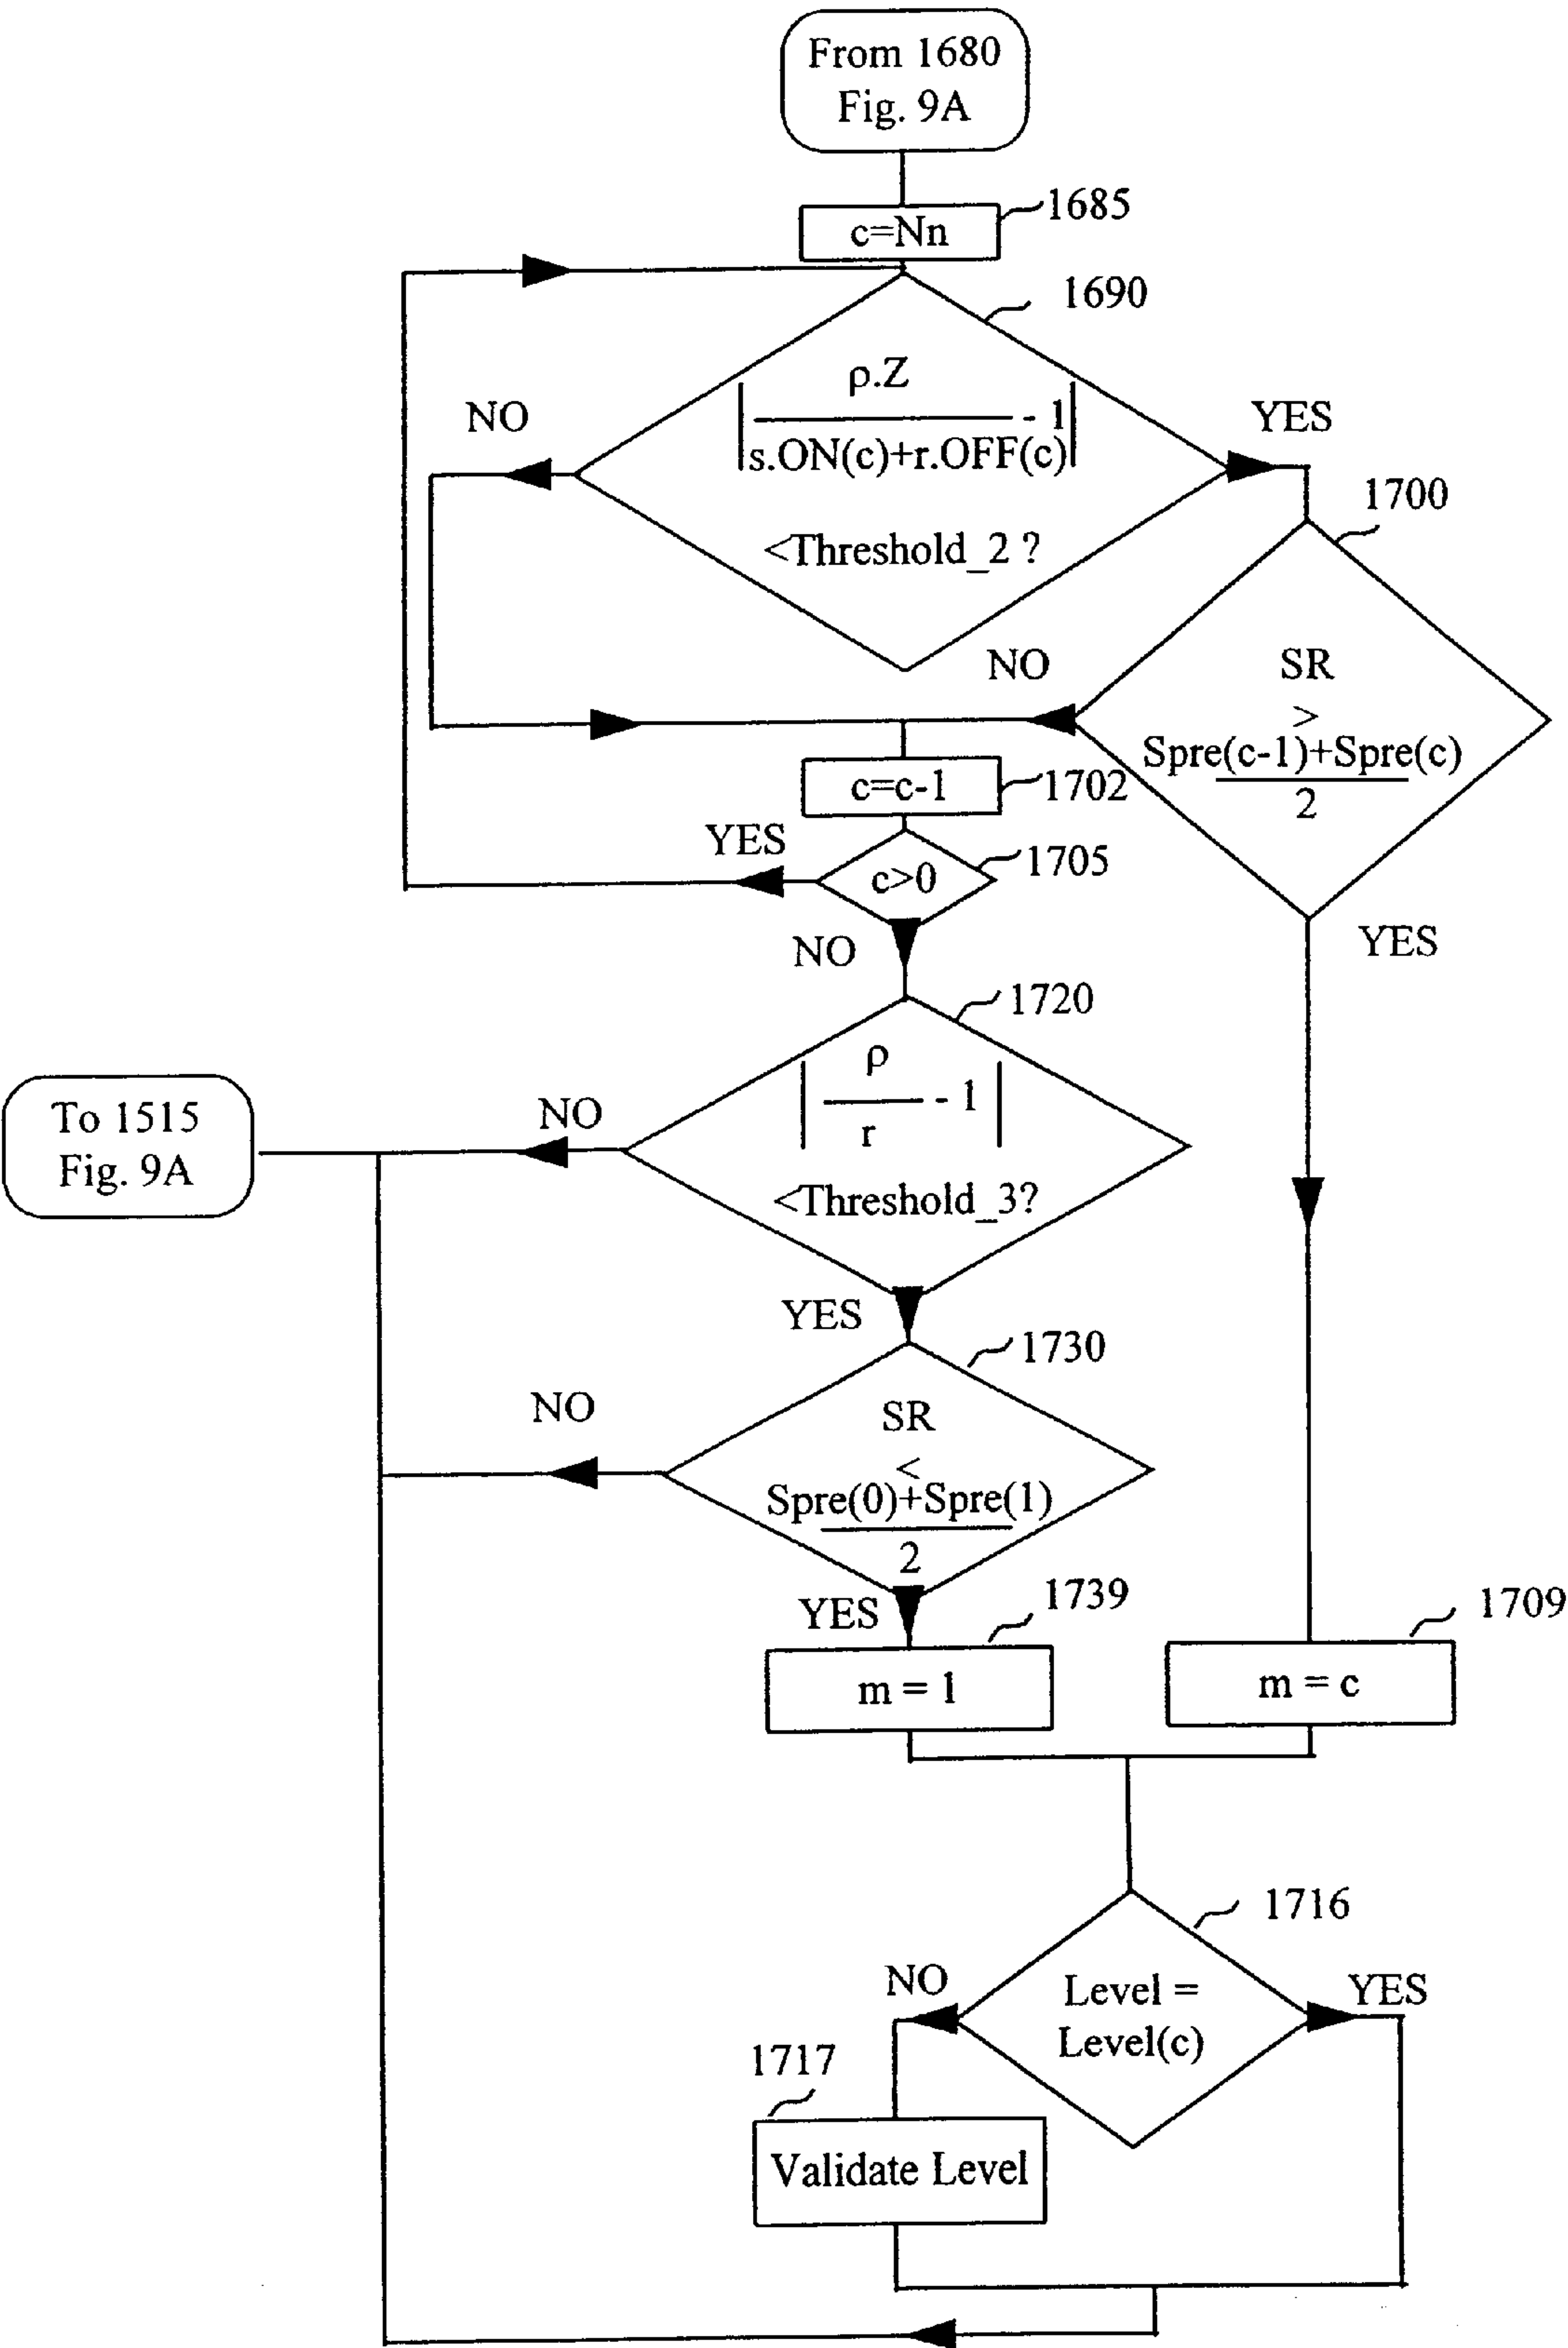 From 1680
Fig. 9A
1685
c=Nn
1690
ρ.Z
NO
- 1
YES
s.ON(c)+r.OFF(c)
1700
<Threshold_2 ?
NO
SR
>
Spre(c-1)+Spre(c)
2
c=c-1
1702
YES
1705
c>0
NO
YES
1720
ρ
- 1
r
To 1515
Fig. 9A
NO
<Threshold_3?
YES
1730
NO
SR
<
Spre(0)+Spre(1)
2
YES
1739
1709
m = 1
m = c
1716
NO
Level =
Level(c)
YES
1717
Validate Level